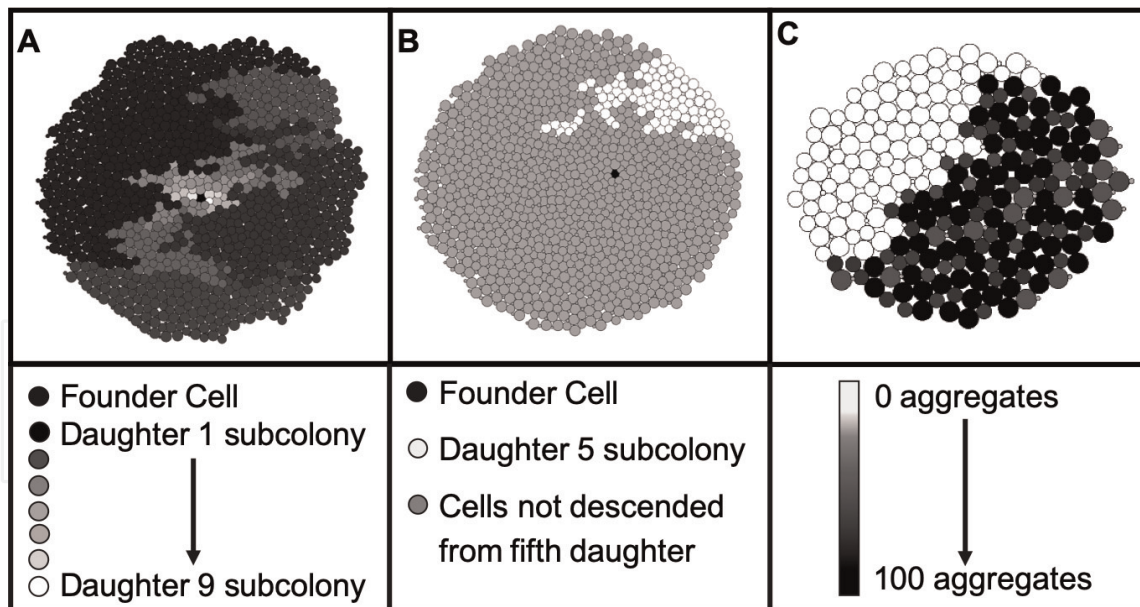 A
B
C
Founder Cell
Daughter 1 subcolony
Daughter 9 subcolony
Founder Cell
Daughter 5 subcolony
Cells not descended
from fifth daughter
0 aggregates
100 aggregates